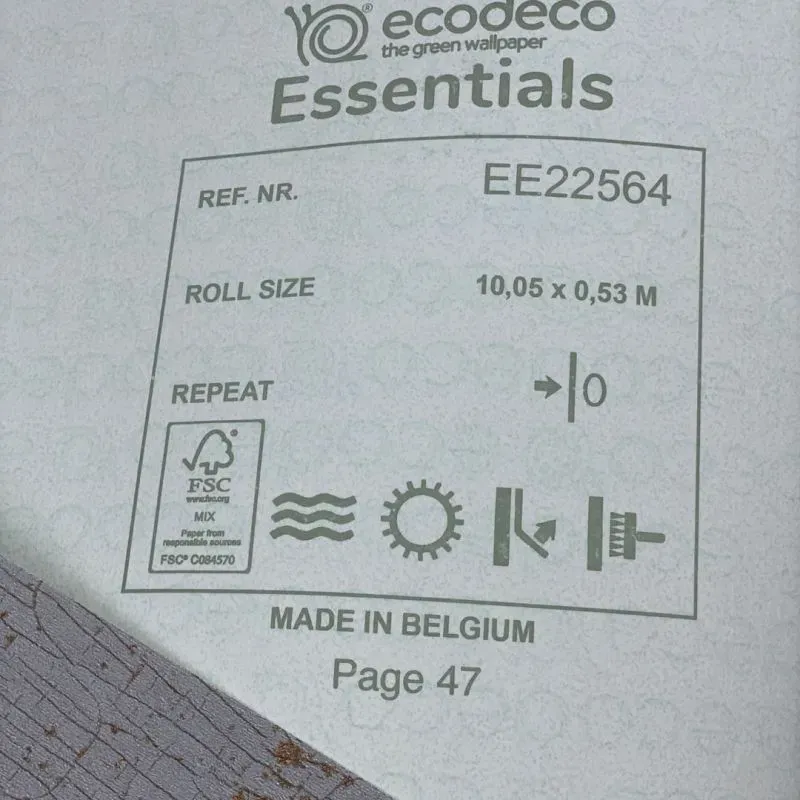 ecodeco®
the green wallpaper
Essentials
REF. NR. EE22564
ROLL SIZE 10,05 x 0,53 M
REPEAT 0
FSC
www.fsc.org
MIX
Paper from
responsible sources
FSC® C084570
MADE IN BELGIUM
Page 47